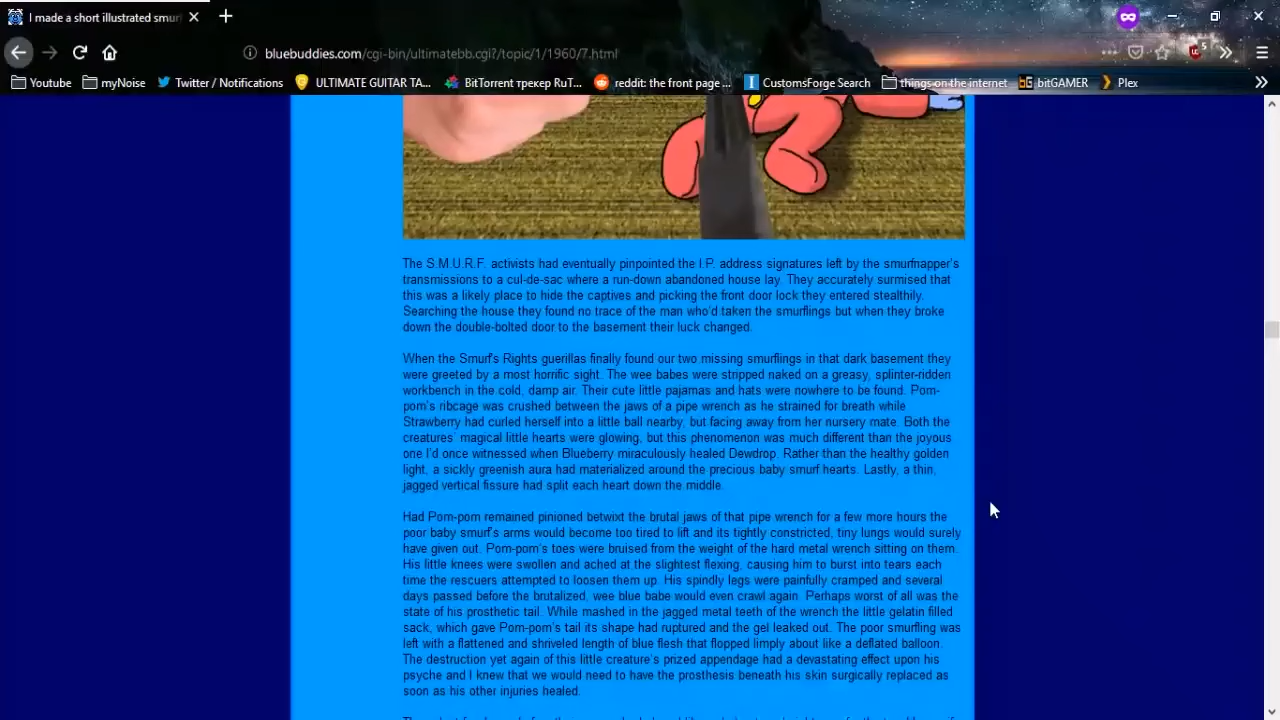 I made a short illustrated smur
bluebuddies.com/cgi-bin/ultimatebb.cgi?/topic/1/1960/7.html
5
Youtube myNoise Twitter / Notifications ULTIMATE GUITAR TA... BitTorrent трекер RuT... reddit: the front page ... CustomsForge Search things on the internet bitGAMER Plex
The S.M.U.R.F. activists had eventually pinpointed the I.P. address signatures left by the smurfnapper's
transmissions to a cul-de-sac where a run-down abandoned house lay. They accurately surmised that
this was a likely place to hide the captives and picking the front door lock they entered stealthily.
Searching the house they found no trace of the man who'd taken the smurflings but when they broke
down the double-bolted door to the basement their luck changed.
When the Smurf's Rights guerillas finally found our two missing smurflings in that dark basement they
were greeted by a most horrific sight. The wee babes were stripped naked on a greasy, splinter-ridden
workbench in the cold, damp air. Their cute little pajamas and hats were nowhere to be found. Pom-
pom's ribcage was crushed between the jaws of a pipe wrench as he strained for breath while
Strawberry had curled herself into a little ball nearby, but facing away from her nursery mate. Both the
creatures' magical little hearts were glowing, but this phenomenon was much different than the joyous
one I'd once witnessed when Blueberry miraculously healed Dewdrop. Rather than the healthy golden
light, a sickly greenish aura had materialized around the precious baby smurf hearts. Lastly, a thin,
jagged vertical fissure had split each heart down the middle.
Had Pom-pom remained pinioned betwixt the brutal jaws of that pipe wrench for a few more hours the
poor baby smurf's arms would become too tired to lift and its tightly constricted, tiny lungs would surely
have given out. Pom-pom's toes were bruised from the weight of the hard metal wrench sitting on them.
His little knees were swollen and ached at the slightest flexing, causing him to burst into tears each
time the rescuers attempted to loosen them up. His spindly legs were painfully cramped and several
days passed before the brutalized, wee blue babe would even crawl again. Perhaps worst of all was the
state of his prosthetic tail. While mashed in the jagged metal teeth of the wrench the little gelatin filled
sack, which gave Pom-pom's tail its shape had ruptured and the gel leaked out. The poor smurfling was
left with a flattened and shriveled length of blue flesh that flopped limply about like a deflated balloon.
The destruction yet again of this little creature's prized appendage had a devastating effect upon his
psyche and I knew that we would need to have the prosthesis beneath his skin surgically replaced as
soon as his other injuries healed.